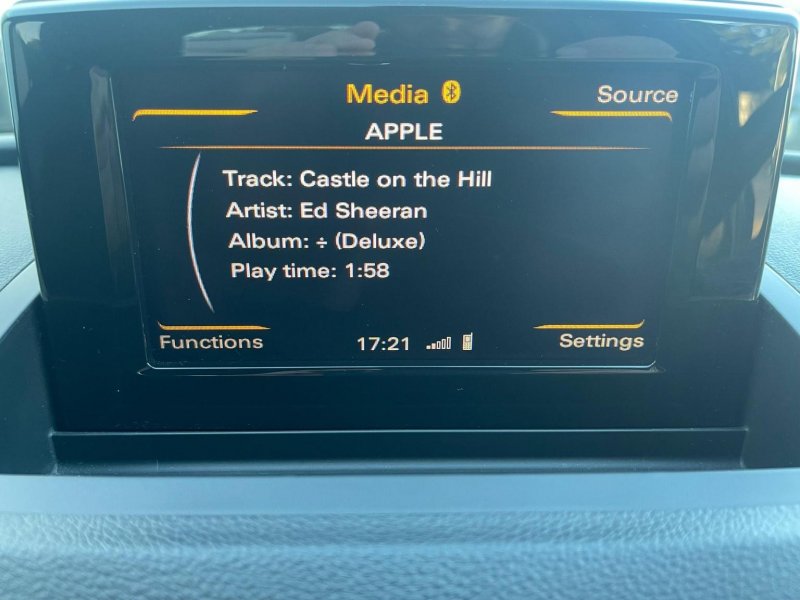 Media
Source
APPLE
Track: Castle on the Hill
Artist: Ed Sheeran
Album: ÷ (Deluxe)
Play time: 1:58
Functions
17:21
Settings